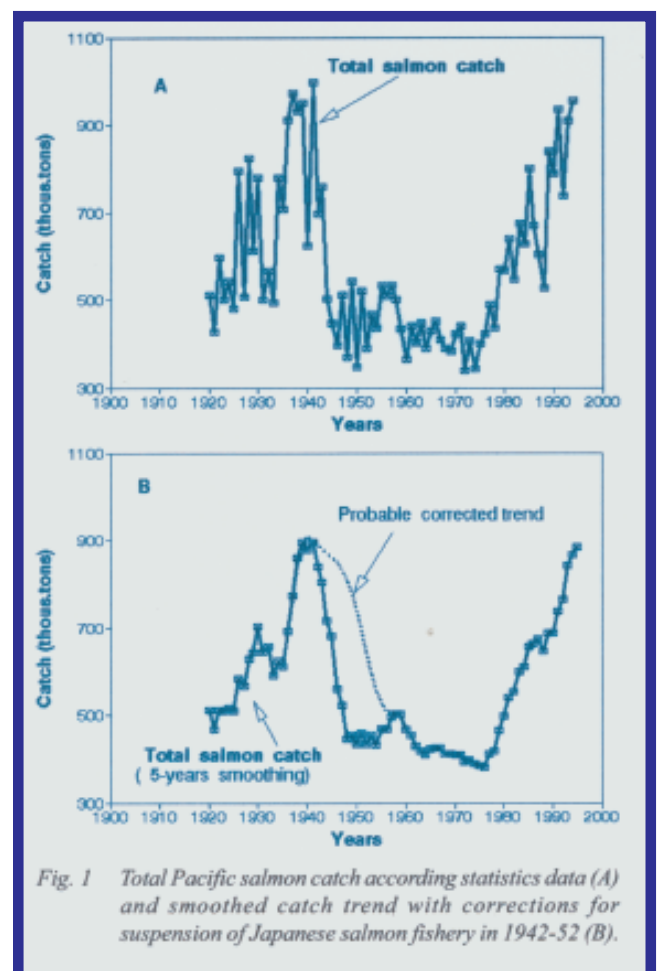 1100
A
Total salmon catch
900
700
500
300
Catch (thous.tons)
1900 1910 1920 1930 1940 1950 1960 1970 1980 1990 2000
Years
1100
B
Probable corrected trend
900
700
500
300
Catch (thous.tons)
Total salmon catch
( 5-years smoothing)
1900 1910 1920 1930 1940 1950 1960 1970 1980 1990 2000
Years
Fig. 1 Total Pacific salmon catch according statistics data (A)
and smoothed catch trend with corrections for
suspension of Japanese salmon fishery in 1942-52 (B).